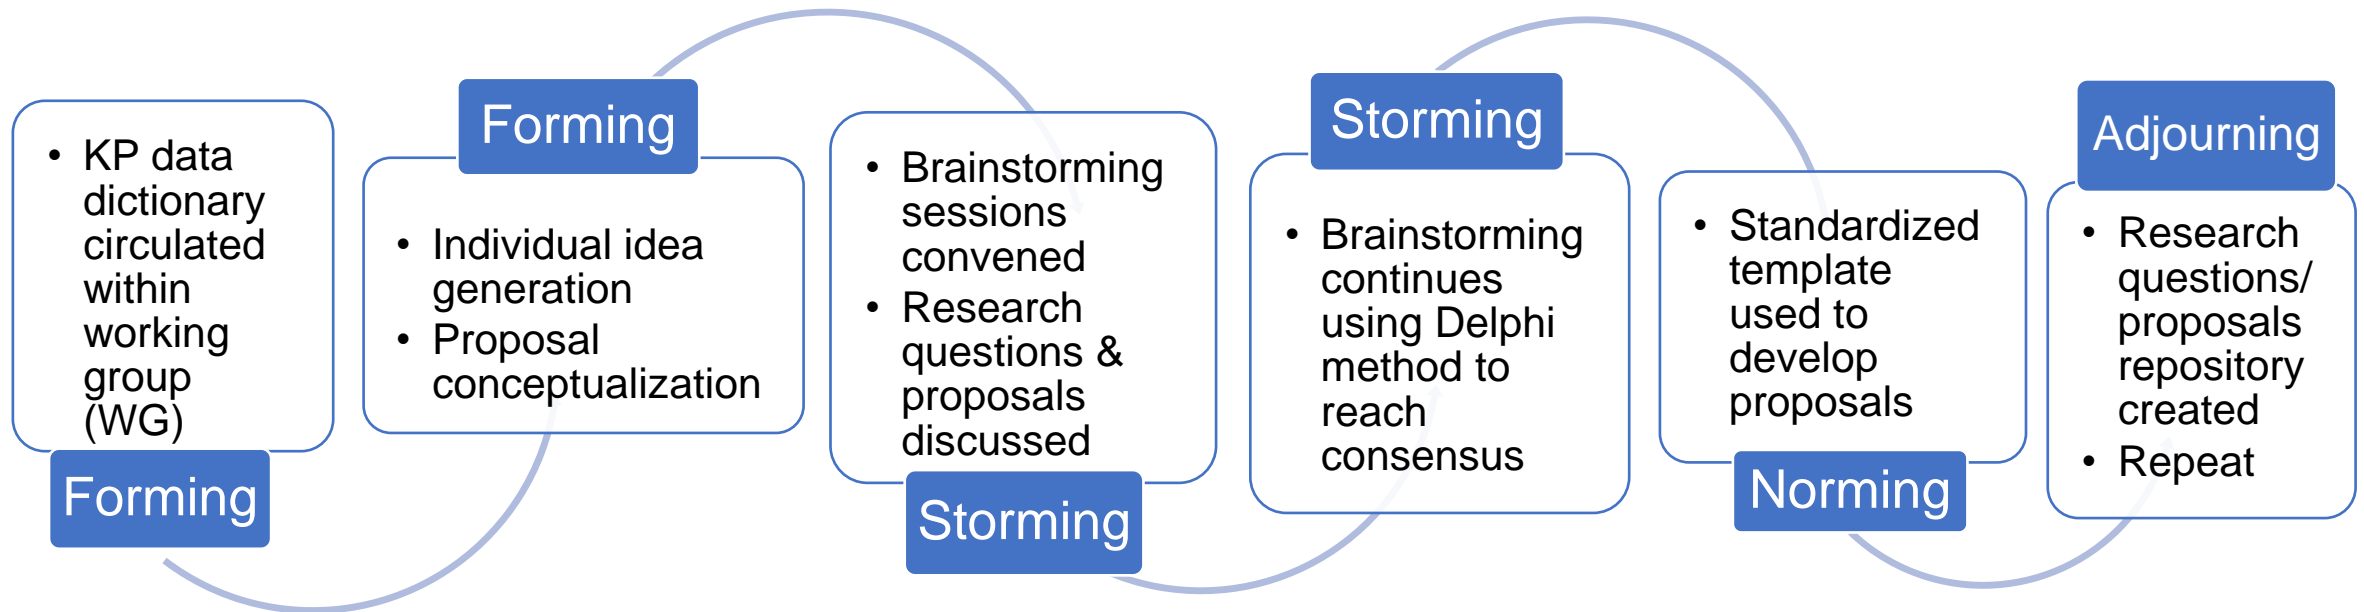 • KP data
dictionary
circulated
within
working
group
(WG)
Forming
Forming
• Individual idea
generation
• Proposal
conceptualization
• Brainstorming
sessions
convened
• Research
questions &
proposals
discussed
Storming
Storming
• Brainstorming
continues
using Delphi
method to
reach
consensus
• Standardized
template
used to
develop
proposals
Norming
Adjourning
• Research
questions/
proposals
repository
created
• Repeat